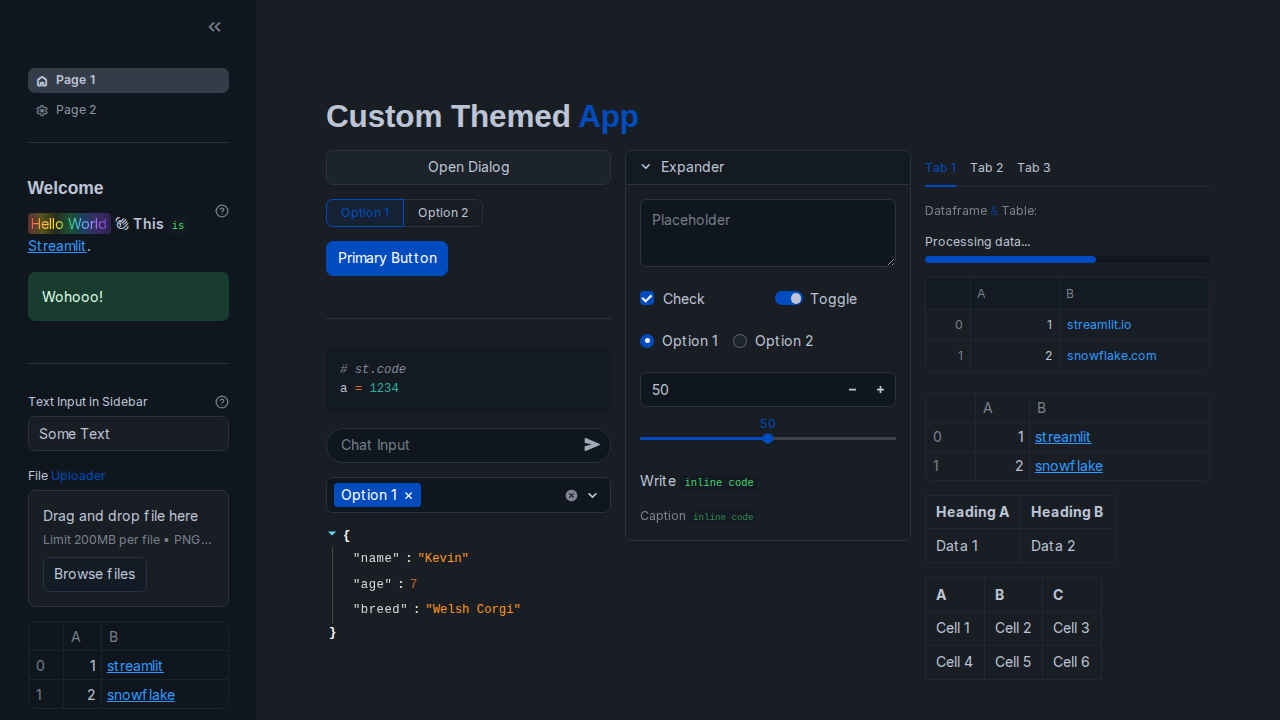 Page 1
Page 2
Welcome
Hello World 👏 This is
Streamlit.
Wohooo!
Text Input in Sidebar
Some Text
File Uploader
Drag and drop file here
Limit 200MB per file • PNG...
Browse files
A B
0 1 streamlit
1 2 snowflake
Custom Themed App
Open Dialog
Option 1 Option 2
Primary Button
# st.code
a = 1234
Chat Input
Option 1
{
"name" : "Kevin"
"age" : 7
"breed" : "Welsh Corgi"
}
Expander
Placeholder
Check Toggle
Option 1 Option 2
50
50
Write inline code
Caption inline code
Tab 1 Tab 2 Tab 3
Dataframe & Table:
Processing data...
A B
0 1 streamlit.io
1 2 snowflake.com
A B
0 1 streamlit
1 2 snowflake
Heading A Heading B
Data 1 Data 2
A B C
Cell 1 Cell 2 Cell 3
Cell 4 Cell 5 Cell 6